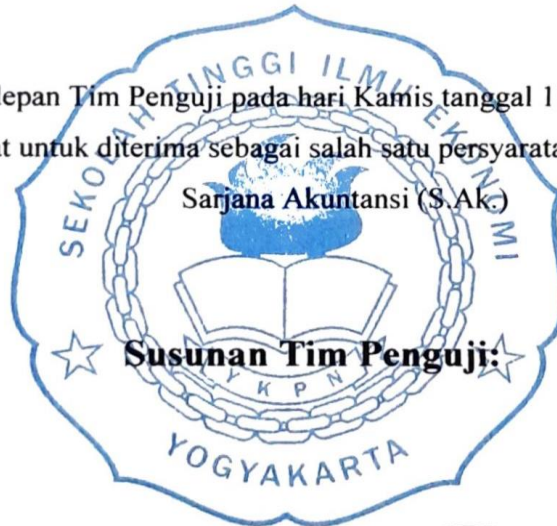 depan Tim Penguji pada hari Kamis tanggal 1
t untuk diterima sebagai salah satu persyarata
Sarjana Akuntansi (S.Ak.)
SEKOLAH TINGGI ILMU EKONOMI
Susunan Tim Penguji:
YKPN
YOGYAKARTA